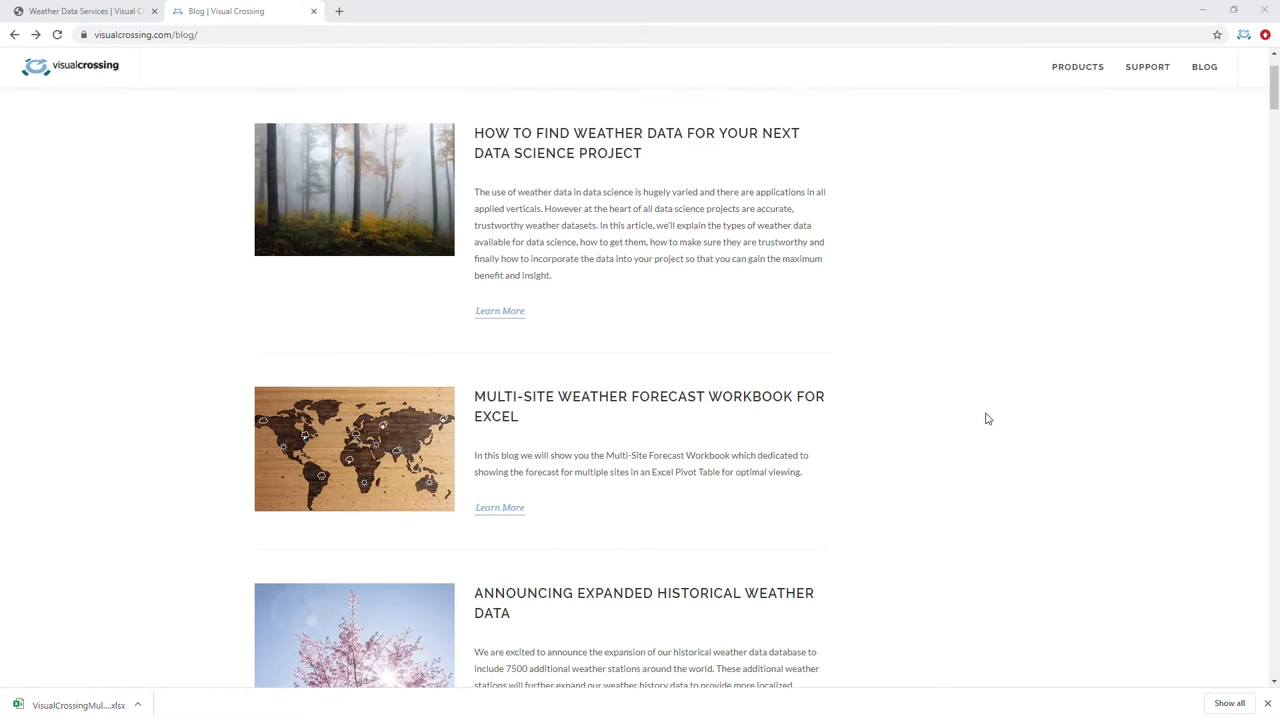 Weather Data Services | Visual C
Blog | Visual Crossing
visualcrossing.com/blog/
visualcrossing
PRODUCTS
SUPPORT
BLOG
HOW TO FIND WEATHER DATA FOR YOUR NEXT
DATA SCIENCE PROJECT
The use of weather data in data science is hugely varied and there are applications in all
applied verticals. However at the heart of all data science projects are accurate,
trustworthy weather datasets. In this article, we'll explain the types of weather data
available for data science, how to get them, how to make sure they are trustworthy and
finally how to incorporate the data into your project so that you can gain the maximum
benefit and insight.
Learn More
MULTI-SITE WEATHER FORECAST WORKBOOK FOR
EXCEL
In this blog we will show you the Multi-Site Forecast Workbook which dedicated to
showing the forecast for multiple sites in an Excel Pivot Table for optimal viewing.
Learn More
ANNOUNCING EXPANDED HISTORICAL WEATHER
DATA
We are excited to announce the expansion of our historical weather data database to
include 7500 additional weather stations around the world. These additional weather
stations will further expand our weather history data to provide more localized
VisualCrossingMul....xlsx
Show all